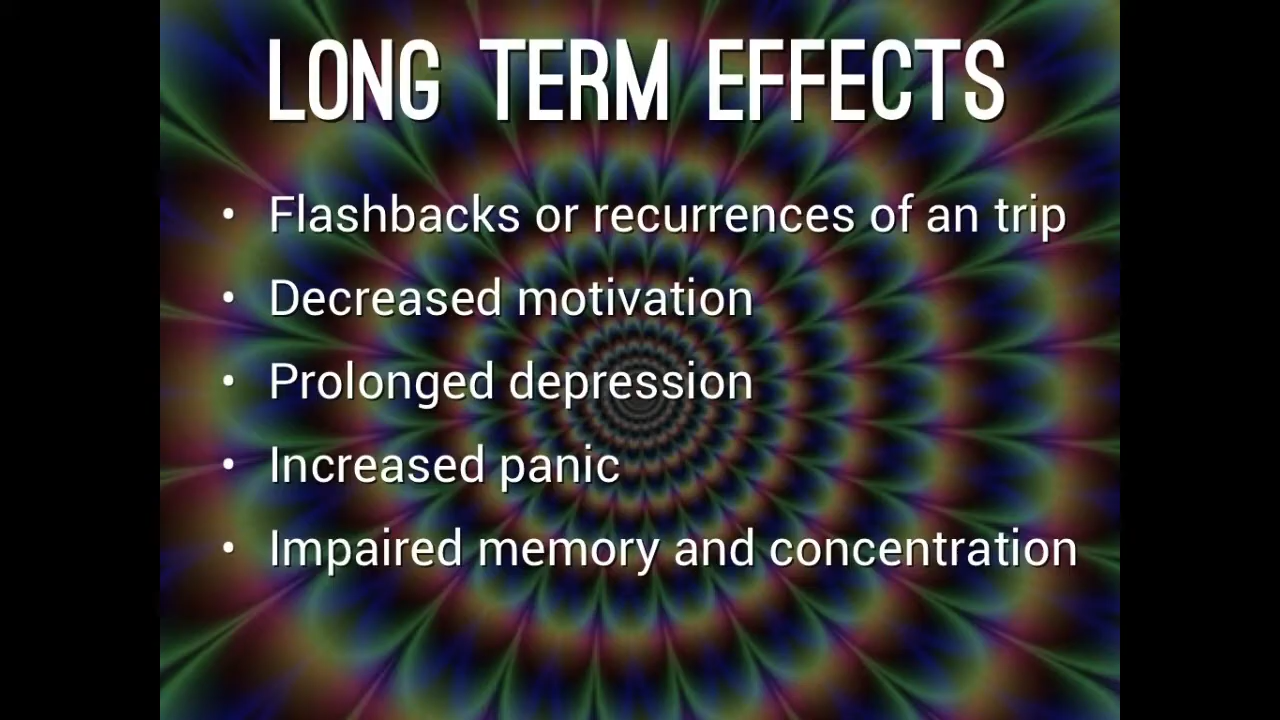 LONG TERM EFFECTS
• Flashbacks or recurrences of an trip
• Decreased motivation
• Prolonged depression
• Increased panic
• Impaired memory and concentration